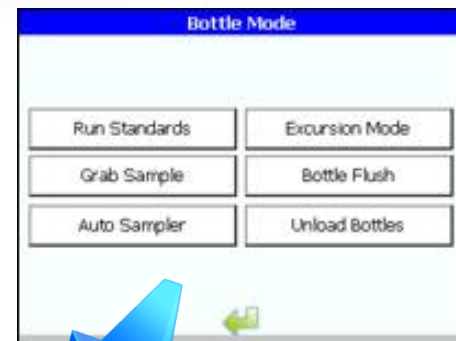 Bottle Mode
Run Standards
Excursion Mode
Grab Sample
Bottle Flush
Auto Sampler
Unload Bottles